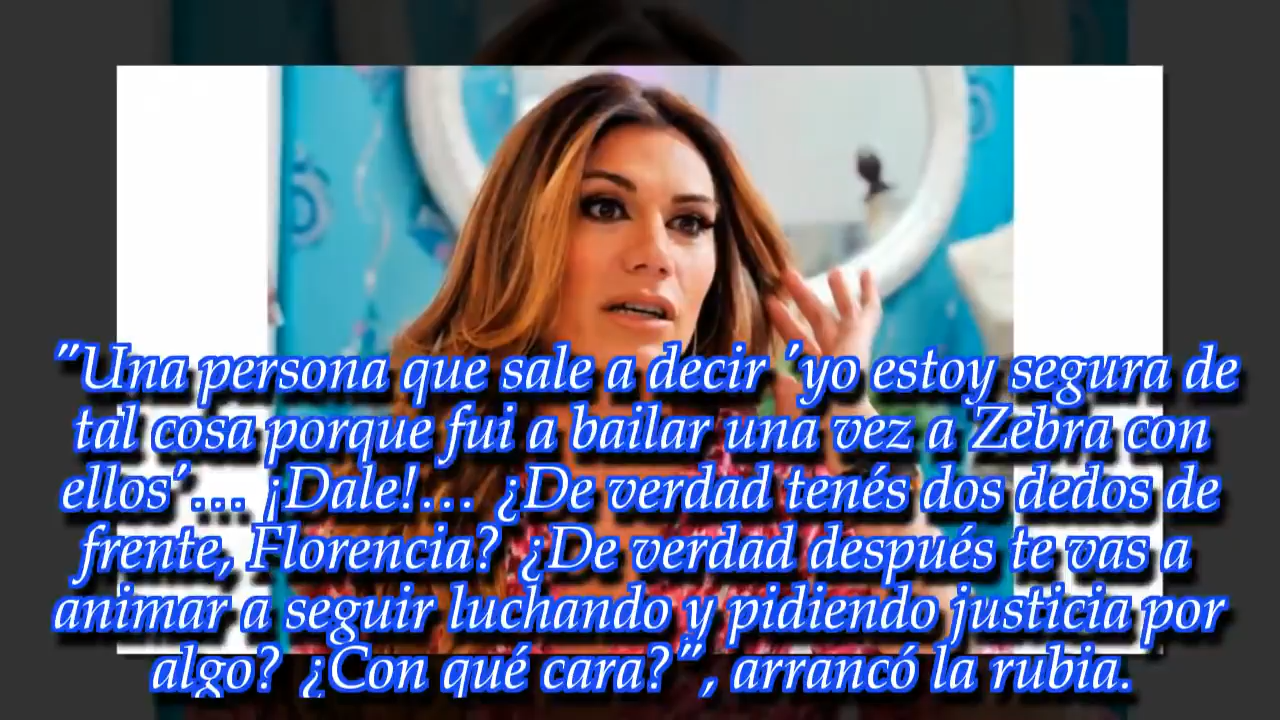 "Una persona que sale a decir 'yo estoy segura de
tal cosa porque fui a bailar una vez a Zebra con
ellos'... ¡Dale!... ¿De verdad tenés dos dedos de
frente, Florencia? ¿De verdad después te vas a
animar a seguir luchando y pidiendo justicia por
algo? ¿Con qué cara?", arrancó la rubia.